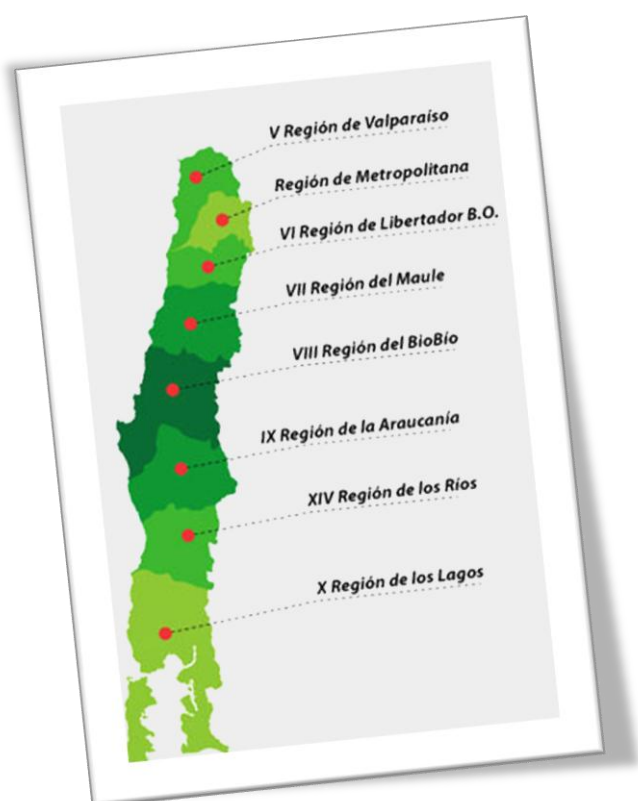 V Región de Valparaíso
Región de Metropolitana
VI Región de Libertador B.O.
VII Región del Maule
VIII Región del BioBío
IX Región de la Araucanía
XIV Región de los Ríos
X Región de los Lagos